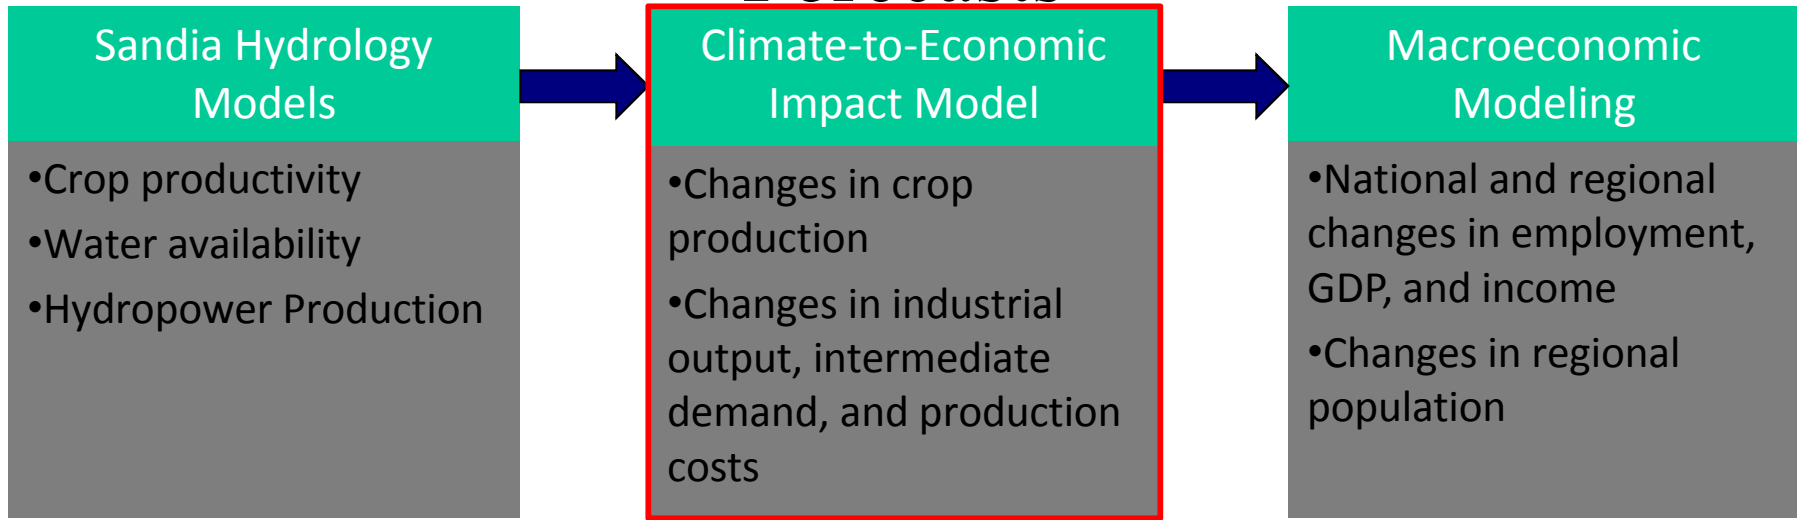 Forecasts
Sandia Hydrology
Models
•Crop productivity
•Water availability
•Hydropower Production
Climate-to-Economic
Impact Model
•Changes in crop
production
•Changes in industrial
output, intermediate
demand, and production
costs
Macroeconomic
Modeling
•National and regional
changes in employment,
GDP, and income
•Changes in regional
population